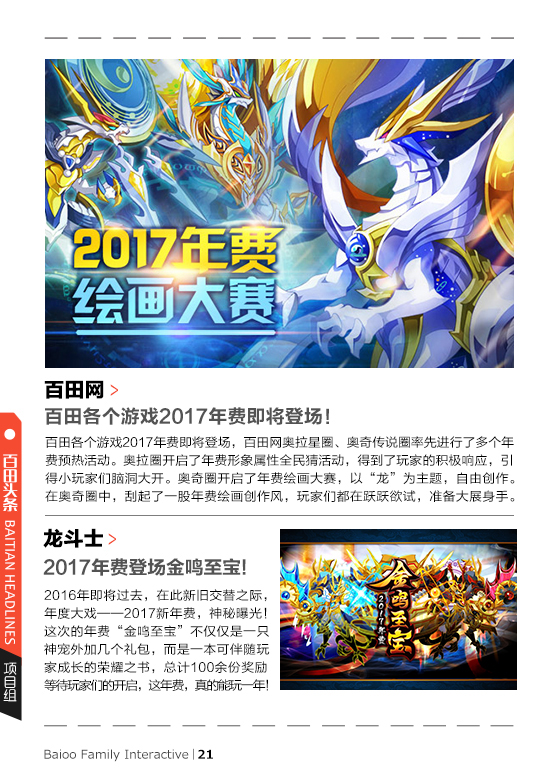 2017年费
绘画大赛
百田网 >
百田各个游戏2017年费即将登场！
百田各个游戏2017年费即将登场，百田网奥拉星圈、奥奇传说圈率先进行了多个年
费预热活动。奥拉圈开启了年费形象属性全民猜活动，得到了玩家的积极响应，引
得小玩家们脑洞大开。奥奇圈开启了年费绘画大赛，以“龙”为主题，自由创作。
在奥奇圈中，刮起了一股年费绘画创作风，玩家们都在跃跃欲试，准备大展身手。
龙斗士 >
2017年费登场金鸣至宝！
2016年即将过去，在此新旧交替之际，
年度大戏——2017新年费，神秘曝光！
这次的年费“金鸣至宝”不仅仅是一只
神宠外加几个礼包，而是一本可伴随玩
家成长的荣耀之书，总计100余份奖励
等待玩家们的开启，这年费，真的能玩一年！
金鸣至宝
2017年费
百田头条 BAITIAN HEADLINES
项目组
Baioo Family Interactive | 21